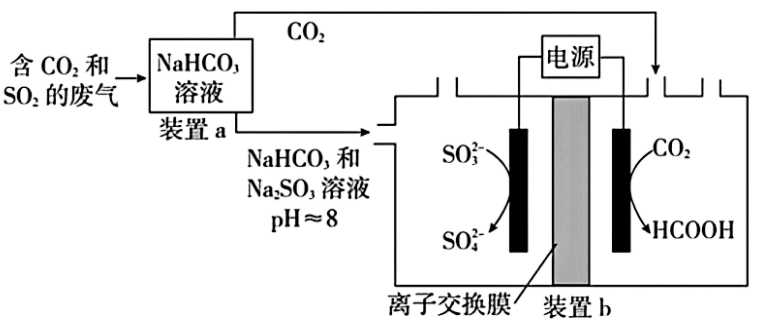 含 CO₂ 和
SO₂ 的废气
NaHCO₃
溶液
装置 a
CO₂
NaHCO₃ 和
Na₂SO₃ 溶液
pH≈8
电源
SO₃²⁻
SO₄²⁻
CO₂
HCOOH
离子交换膜
装置 b